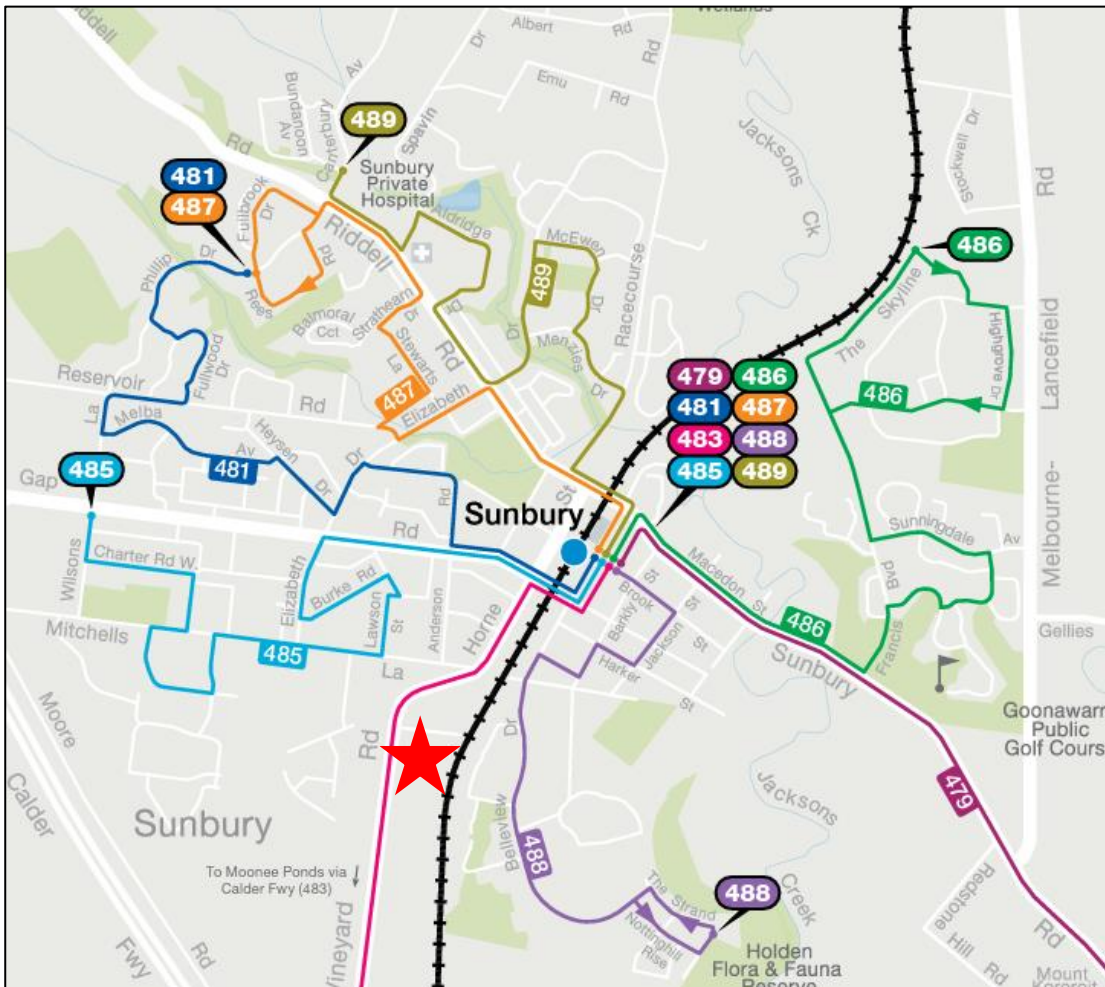 Wetlands
Albert Rd
Dr
Rd
Riddell
Av
Emu Rd
Bundanoon
Av
Canterbury
Spavin
489
Rd
Sunbury
Private
Hospital
Jacksons
Ck
Stockwell Dr
Rd
481
487
Fullbrook
Dr
Riddell
Aldridge
McEwen
486
Phillip Dr
Rd
Rees
489
Dr
Racecourse
The Skyline
Highgrove Dr
Lancefield
Balmoral
Cct
Strathearn
Dr
Dr
Rd
Dr
Menzies
Dr
Stewarts
La
Fullwood
Dr
Reservoir
Rd
487
Elizabeth
479 486
481 487
483 488
485 489
486
La
Melba
Av
Heysen
Dr
Dr
481
485
Gap
Rd
Rd
St
Sunbury
Sunningdale
Av
Melbourne-
Charter Rd W.
Wilsons
Elizabeth
Burke Rd
Lawson
St
Anderson
Horne
Brook
St
Barkly
St
Jackson
St
Harker
St
Macedon St
486
Bvd
Francis
Sunbury
Gellies
Mitchells
485
La
Moore
Rd
Dr
Goonawarra
Public
Golf Course
Calder
Sunbury
Belleview
488
Jacksons
479
To Moonee Ponds via
Calder Fwy (483)
Vineyard
The Strand
488
Nottinghill
Rise
Creek
Redstone
Hill Rd
Rd
Fwy
Rd
Holden
Flora & Fauna
Reserve
Mount